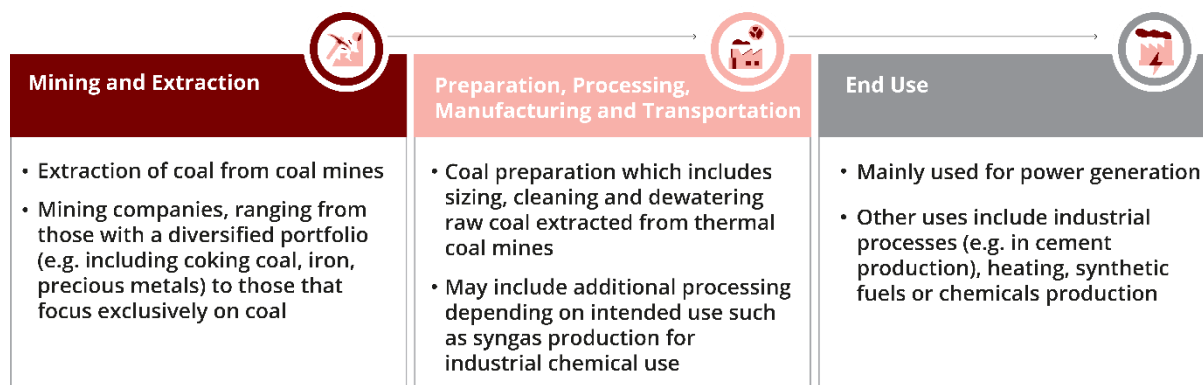 Mining and Extraction
• Extraction of coal from coal mines
• Mining companies, ranging from
those with a diversified portfolio
(e.g. including coking coal, iron,
precious metals) to those that
focus exclusively on coal
Preparation, Processing,
Manufacturing and Transportation
• Coal preparation which includes
sizing, cleaning and dewatering
raw coal extracted from thermal
coal mines
• May include additional processing
depending on intended use such
as syngas production for
industrial chemical use
End Use
• Mainly used for power generation
• Other uses include industrial
processes (e.g. in cement
production), heating, synthetic
fuels or chemicals production